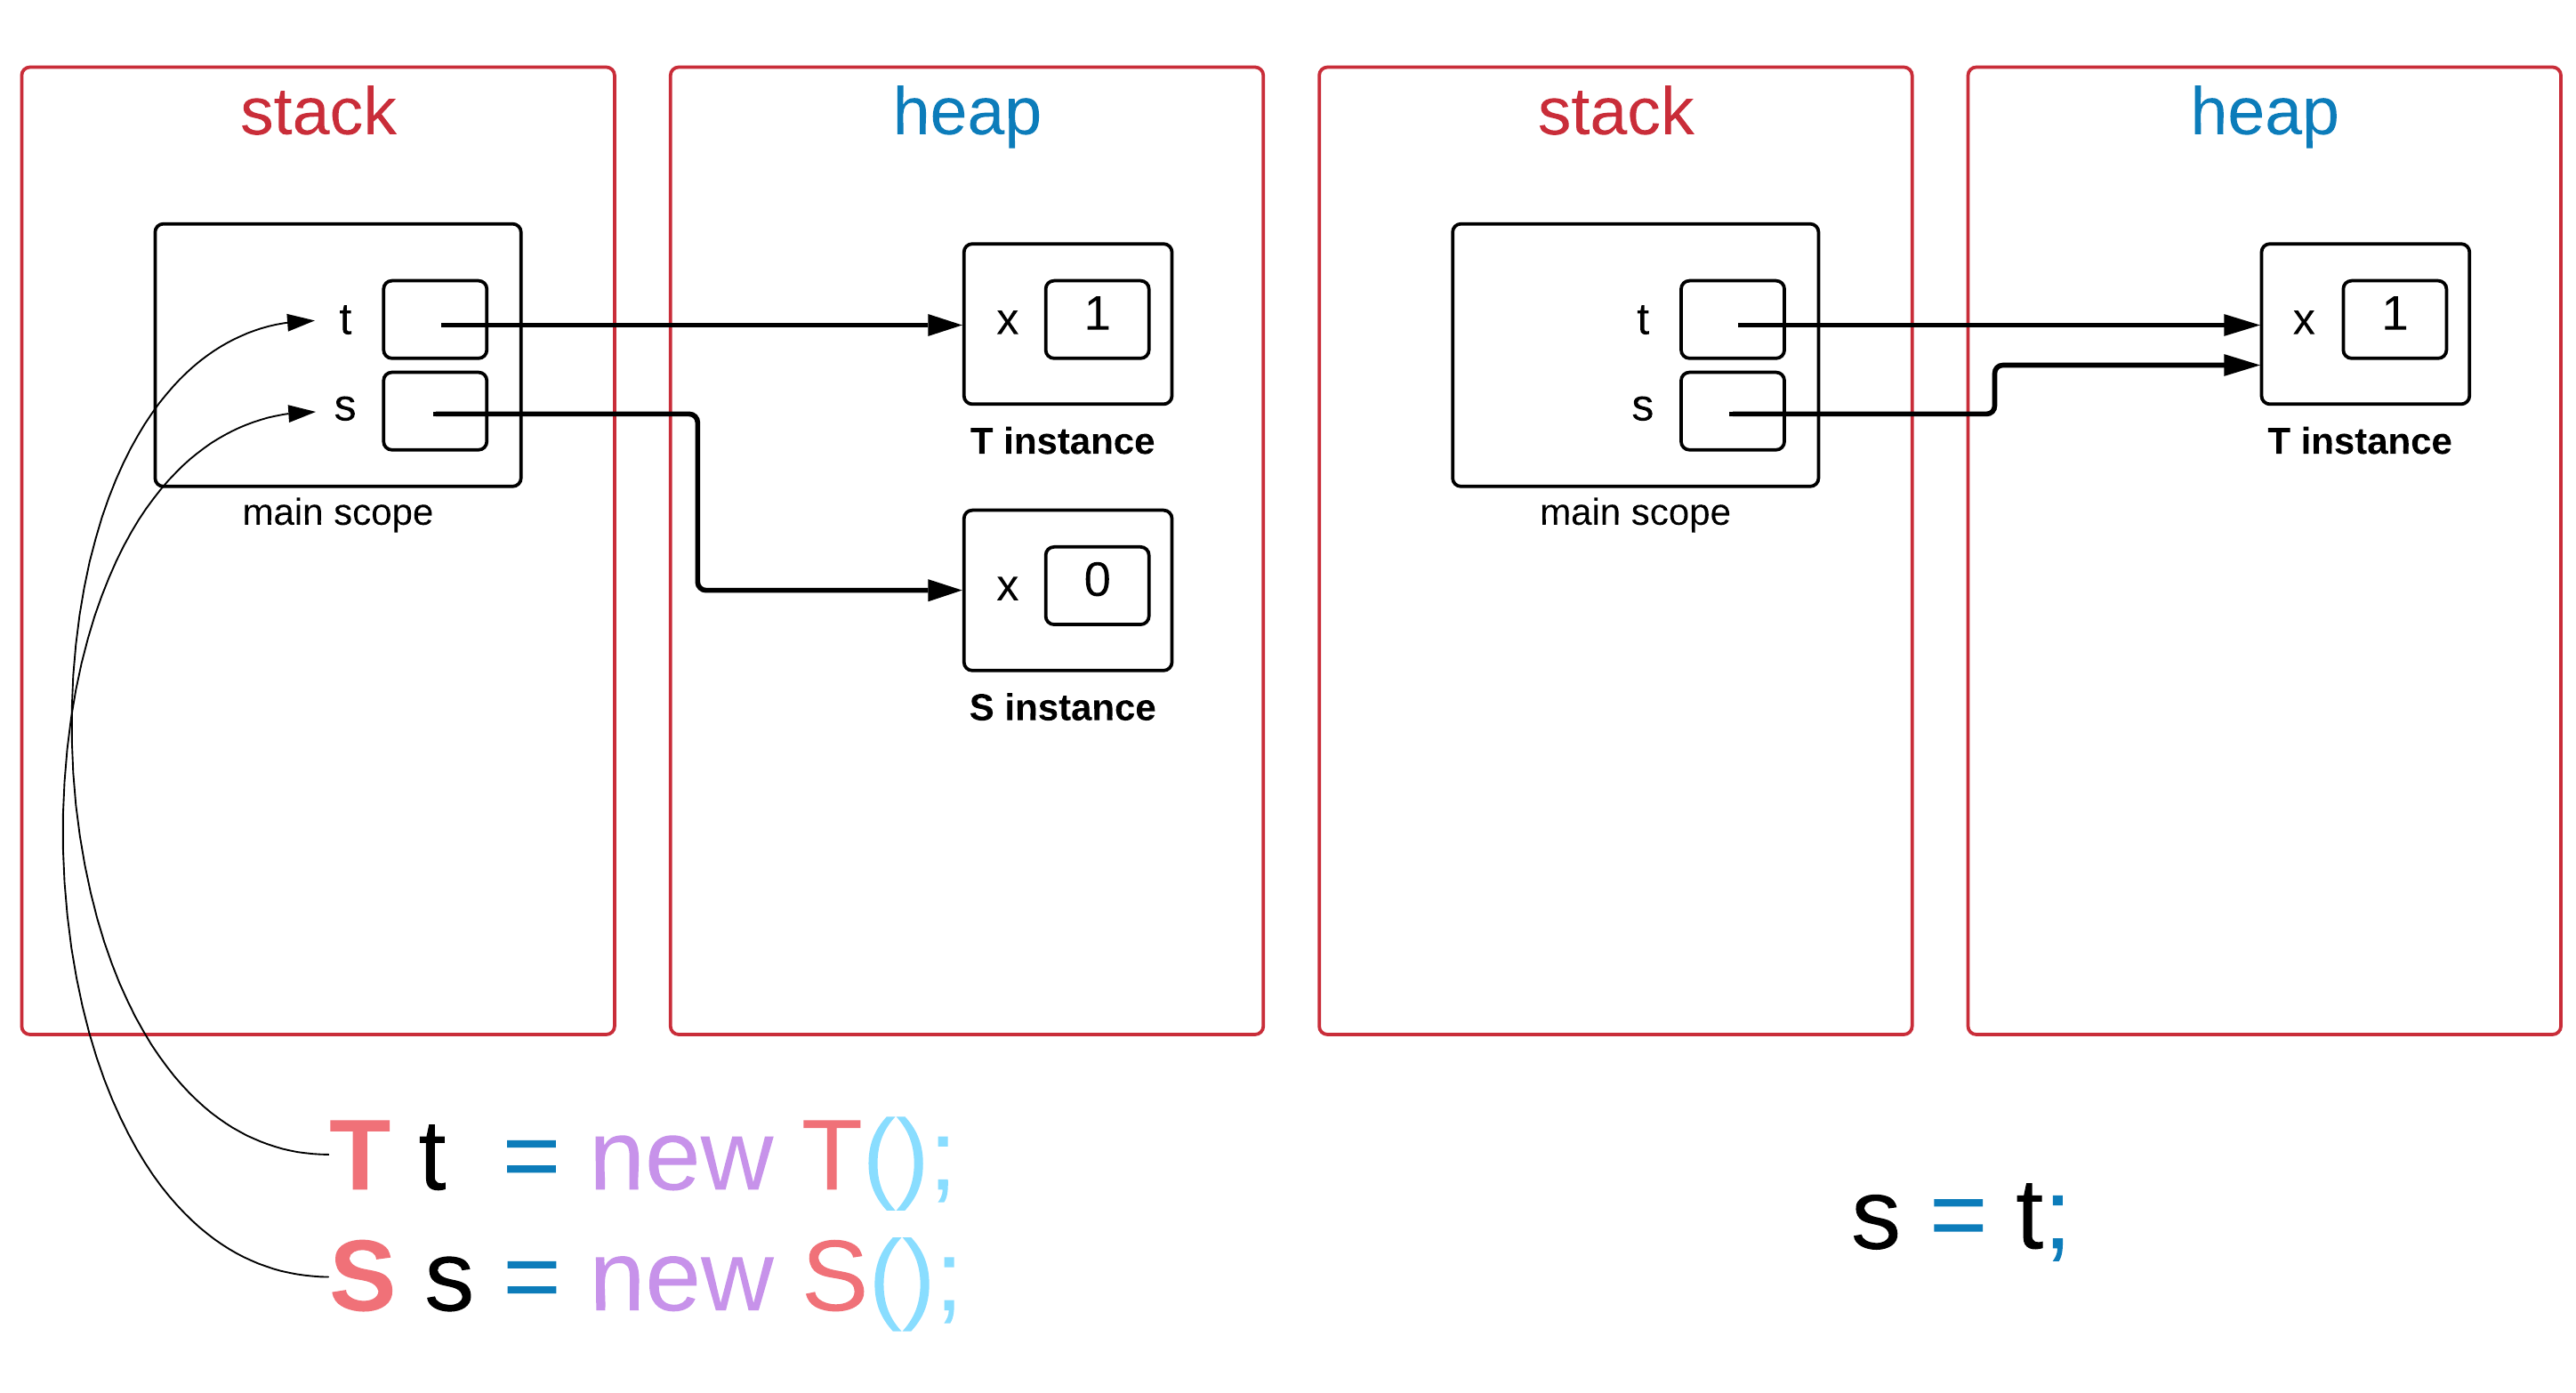 stack
heap
t
s
main scope
x 1
T instance
x 0
S instance
stack
heap
t
s
main scope
x 1
T instance
T t = new T();
S s = new S();
s = t;